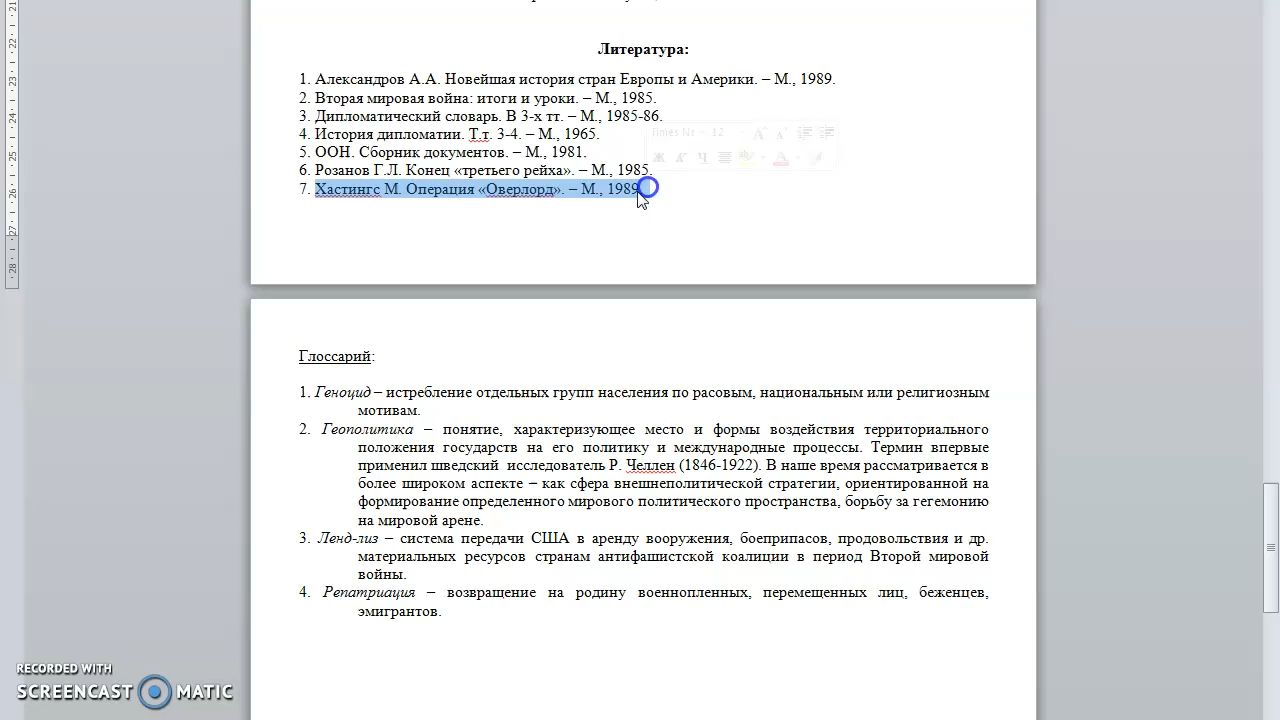 Литература:
1. Александров А.А. Новейшая история стран Европы и Америки. – М., 1989.
2. Вторая мировая война: итоги и уроки. – М., 1985.
3. Дипломатический словарь. В 3-х тт. – М., 1985-86.
4. История дипломатии. Т.т. 3-4. – М., 1965.
5. ООН. Сборник документов. – М., 1981.
6. Розанов Г.Л. Конец «третьего рейха». – М., 1985.
7. Хастингс М. Операция «Оверлорд». – М., 1989
Глоссарий:
1. Геноцид – истребление отдельных групп населения по расовым, национальным или религиозным
мотивам.
2. Геополитика – понятие, характеризующее место и формы воздействия территориального
положения государств на его политику и международные процессы. Термин впервые
применил шведский исследователь Р. Челлен (1846-1922). В наше время рассматривается в
более широком аспекте – как сфера внешнеполитической стратегии, ориентированной на
формирование определенного мирового политического пространства, борьбу за гегемонию
на мировой арене.
3. Ленд-лиз – система передачи США в аренду вооружения, боеприпасов, продовольствия и др.
материальных ресурсов странам антифашистской коалиции в период Второй мировой
войны.
4. Репатриация – возвращение на родину военнопленных, перемещенных лиц, беженцев,
эмигрантов.
RECORDED WITH
SCREENCAST MATIC